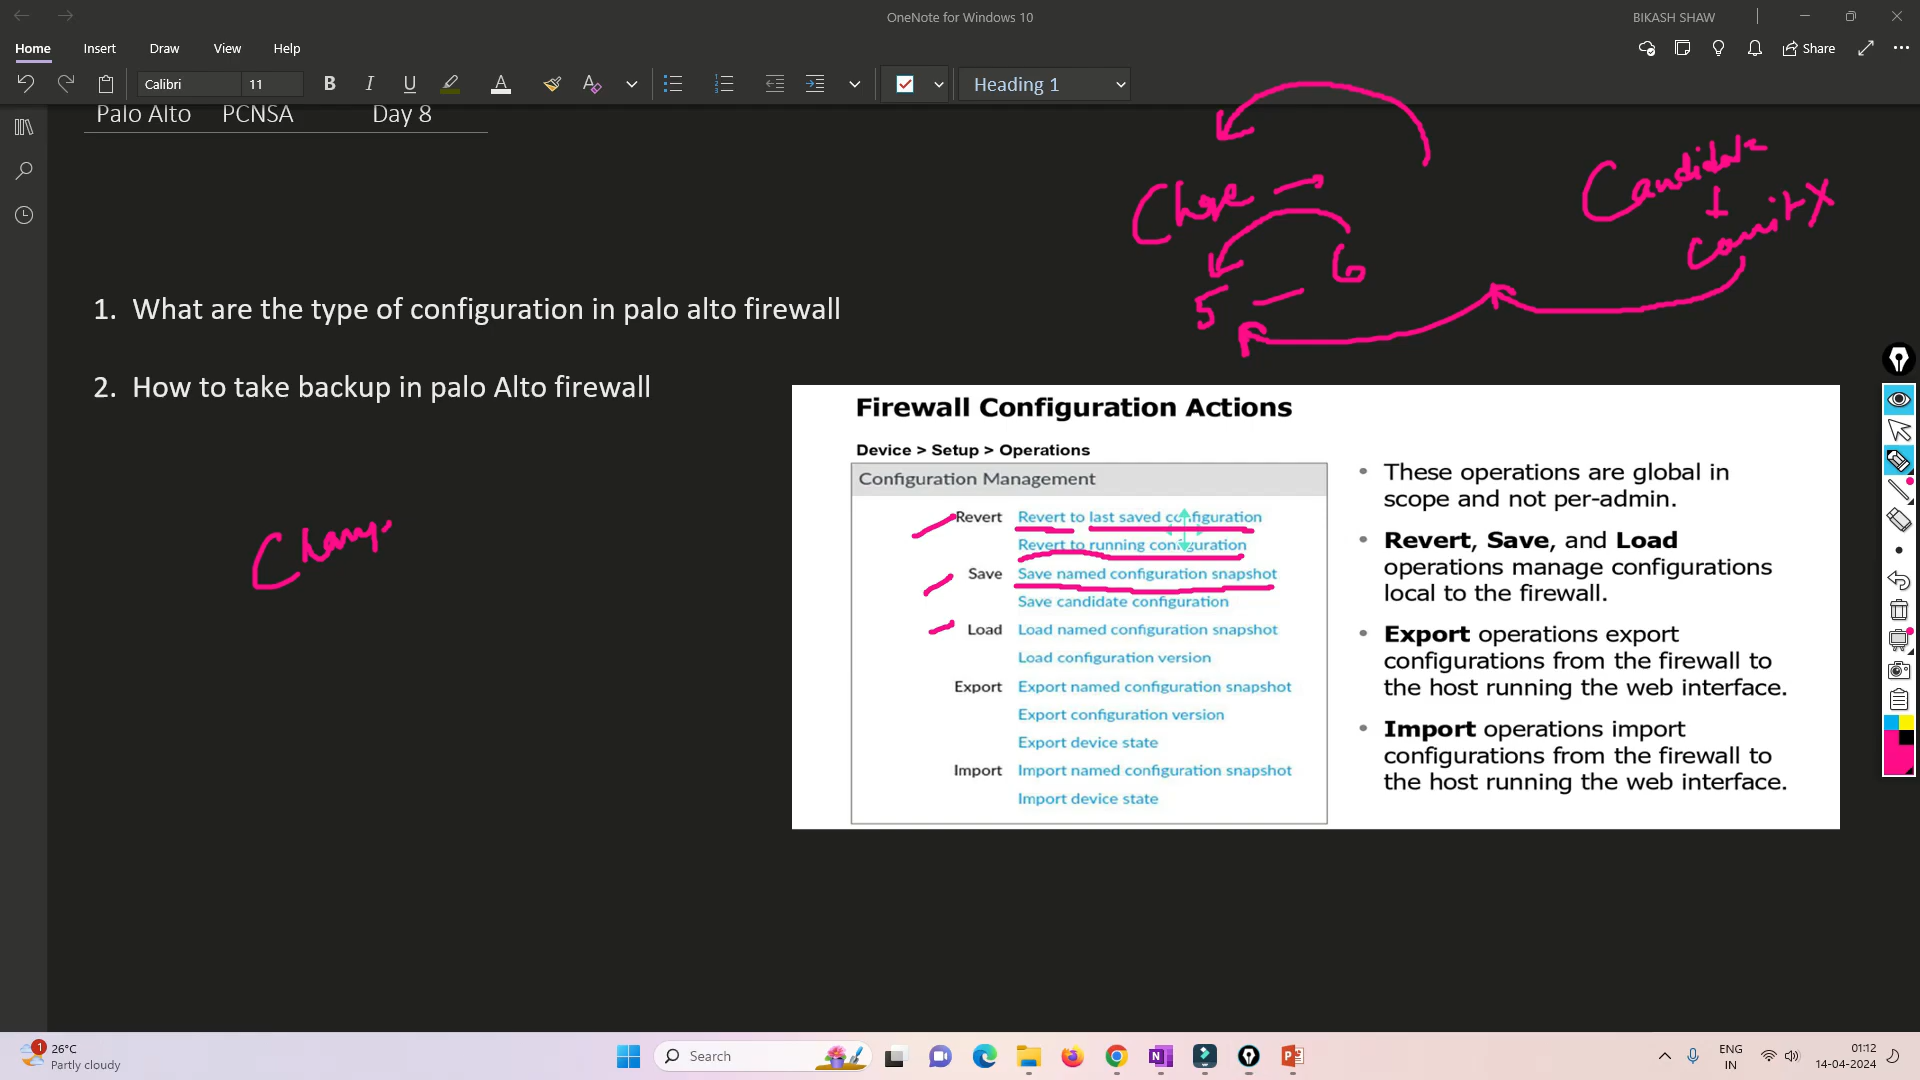 OneNote for Windows 10
BIKASH SHAW
Home Insert Draw View Help
Share
Calibri 11 B I U A A Heading 1
Palo Alto PCNSA Day 8
Candidate
5 - 6
1. What are the type of configuration in palo alto firewall
2. How to take backup in palo Alto firewall
Firewall Configuration Actions
Device > Setup > Operations
Configuration Management
Revert Revert to last saved configuration
Revert to running configuration
Save Save named configuration snapshot
Save candidate configuration
Load Load named configuration snapshot
Load configuration version
Export Export named configuration snapshot
Export configuration version
Export device state
Import Import named configuration snapshot
Import device state
• These operations are global in
scope and not per-admin.
• Revert, Save, and Load
operations manage configurations
local to the firewall.
• Export operations export
configurations from the firewall to
the host running the web interface.
• Import operations import
configurations from the firewall to
the host running the web interface.
1
26°C
Partly cloudy
Search
ENG
IN
01:12
14-04-2024